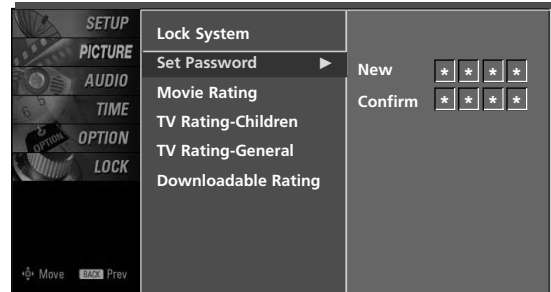 SETUP
PICTURE
AUDIO
TIME
OPTION
LOCK
Move BACK Prev
Lock System
Set Password ►
Movie Rating
TV Rating-Children
TV Rating-General
Downloadable Rating
New * * * *
Confirm * * * *